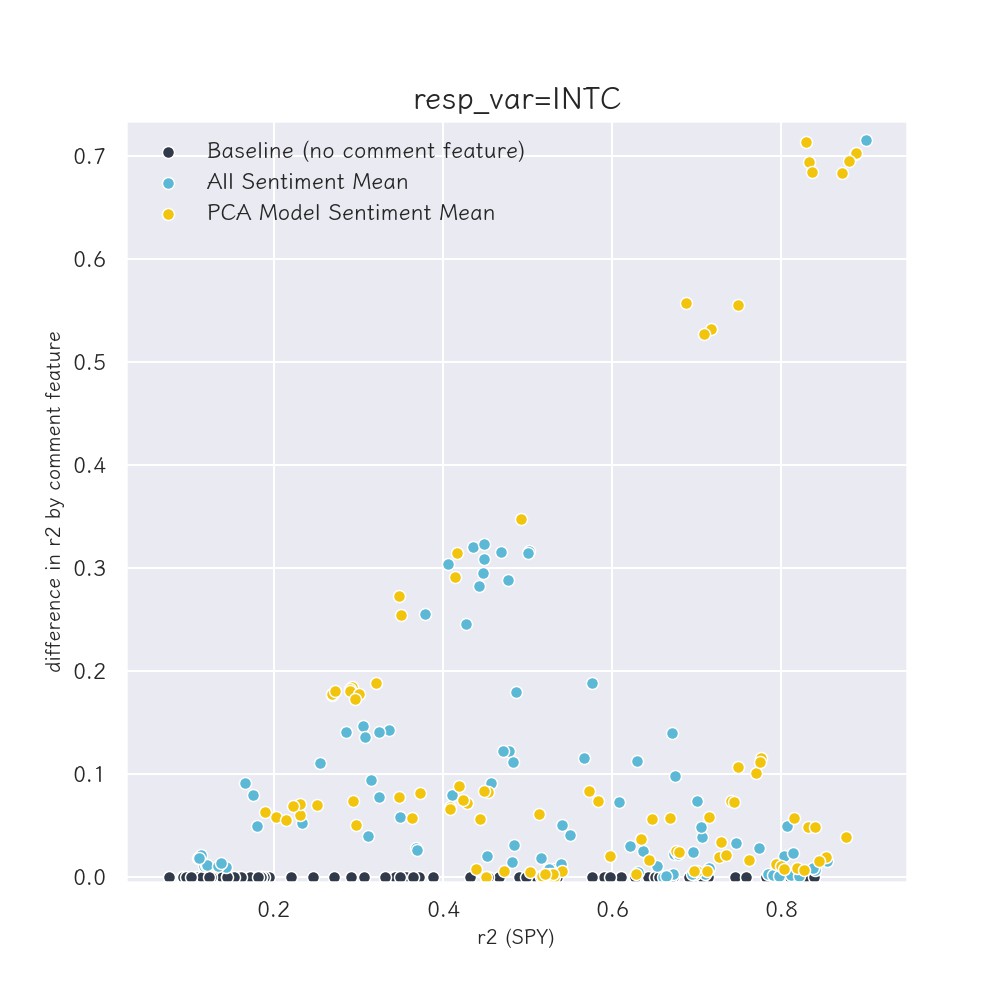 resp_var=INTC
Baseline (no comment feature)
All Sentiment Mean
PCA Model Sentiment Mean
difference in r2 by comment feature
0.7
0.6
0.5
0.4
0.3
0.2
0.1
0.0
0.2 0.4 0.6 0.8
r2 (SPY)